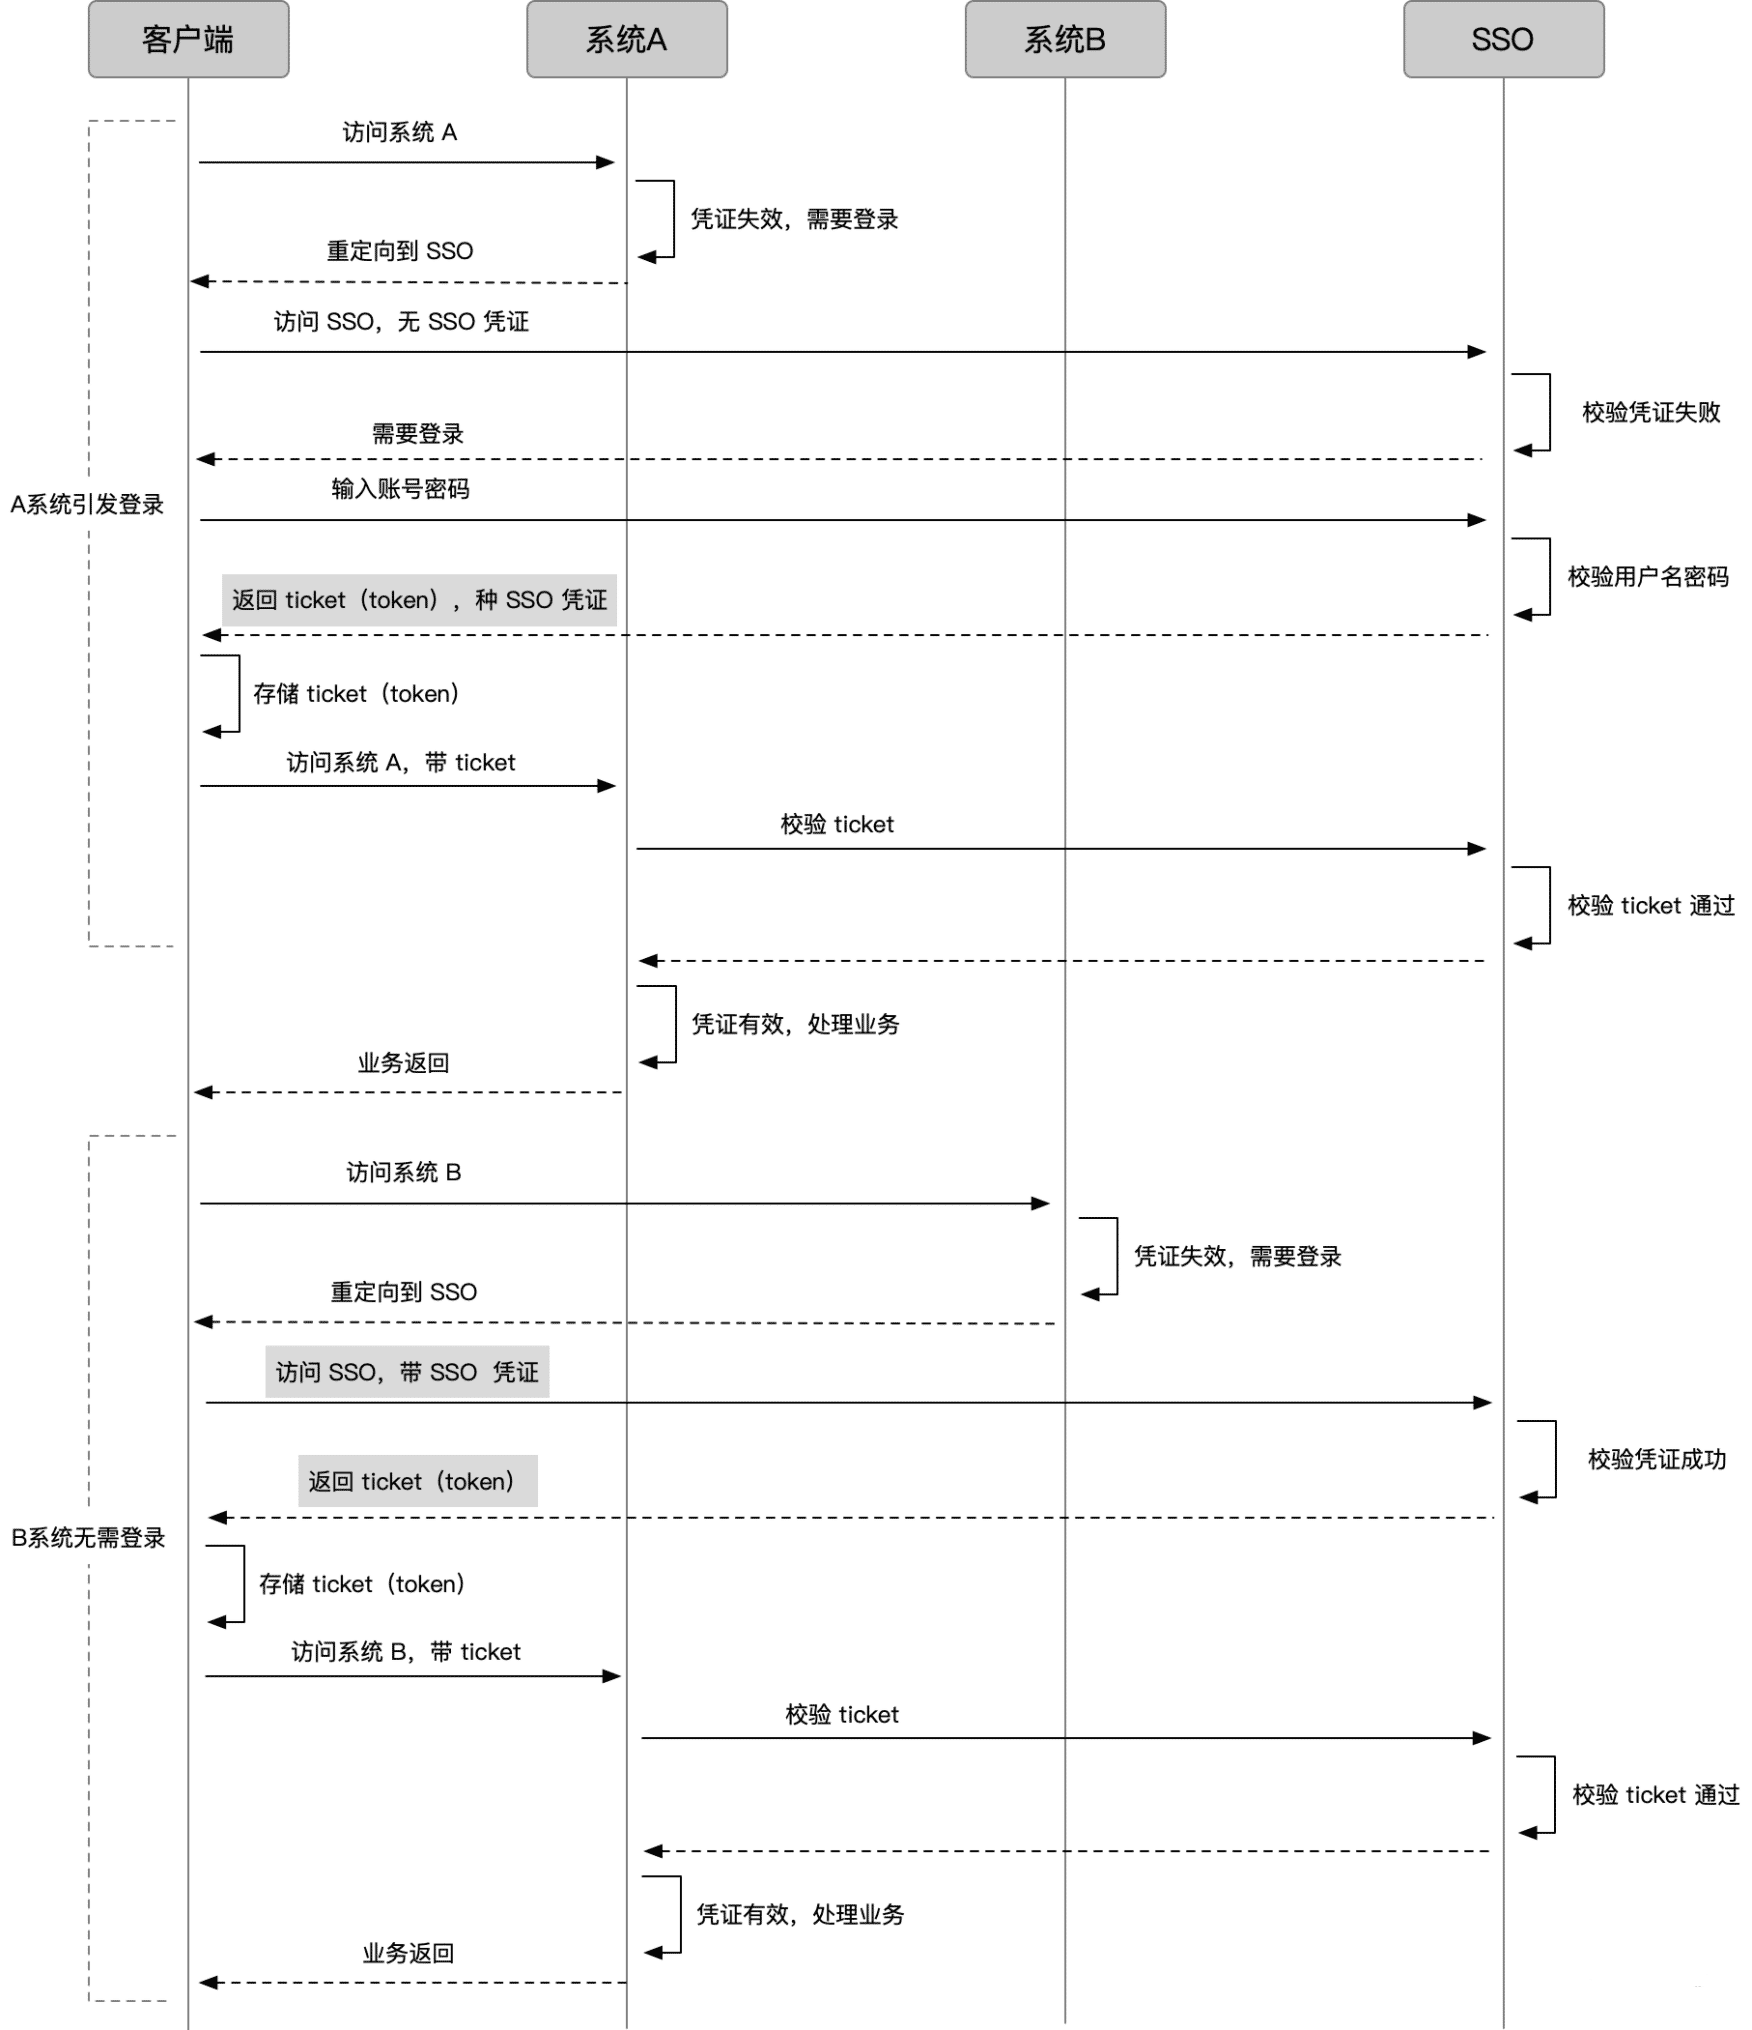 客户端
系统A
系统B
SSO
访问系统 A
凭证失效，需要登录
重定向到 SSO
访问 SSO，无 SSO 凭证
校验凭证失败
需要登录
输入账号密码
A系统引发登录
校验用户名密码
返回 ticket（token），种 SSO 凭证
存储 ticket（token）
访问系统 A，带 ticket
校验 ticket
校验 ticket 通过
凭证有效，处理业务
业务返回
访问系统 B
凭证失效，需要登录
重定向到 SSO
访问 SSO，带 SSO 凭证
校验凭证成功
返回 ticket（token）
B系统无需登录
存储 ticket（token）
访问系统 B，带 ticket
校验 ticket
校验 ticket 通过
凭证有效，处理业务
业务返回